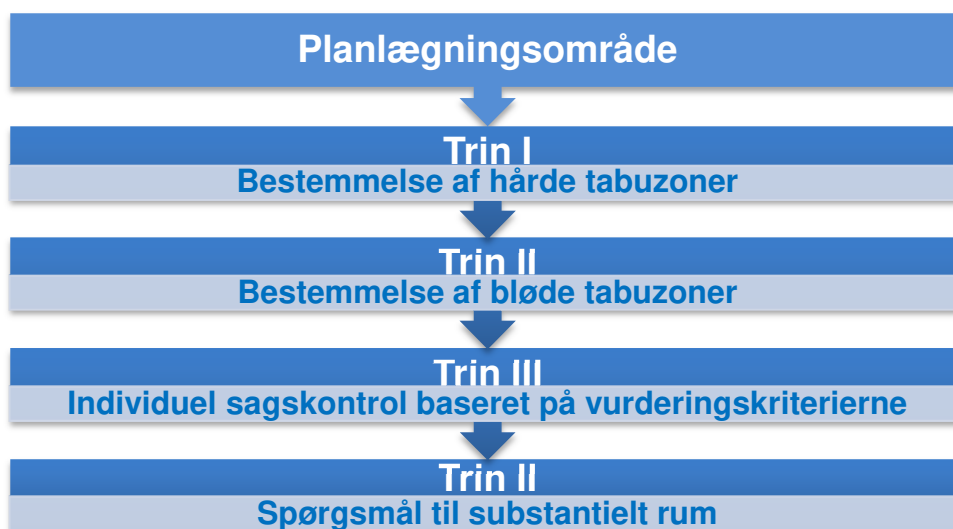 Planlægningsområde
Trin I
Bestemmelse af hårde tabuzoner
Trin II
Bestemmelse af bløde tabuzoner
Trin III
Individuel sagskontrol baseret på vurderingskriterierne
Trin II
Spørgsmål til substantielt rum